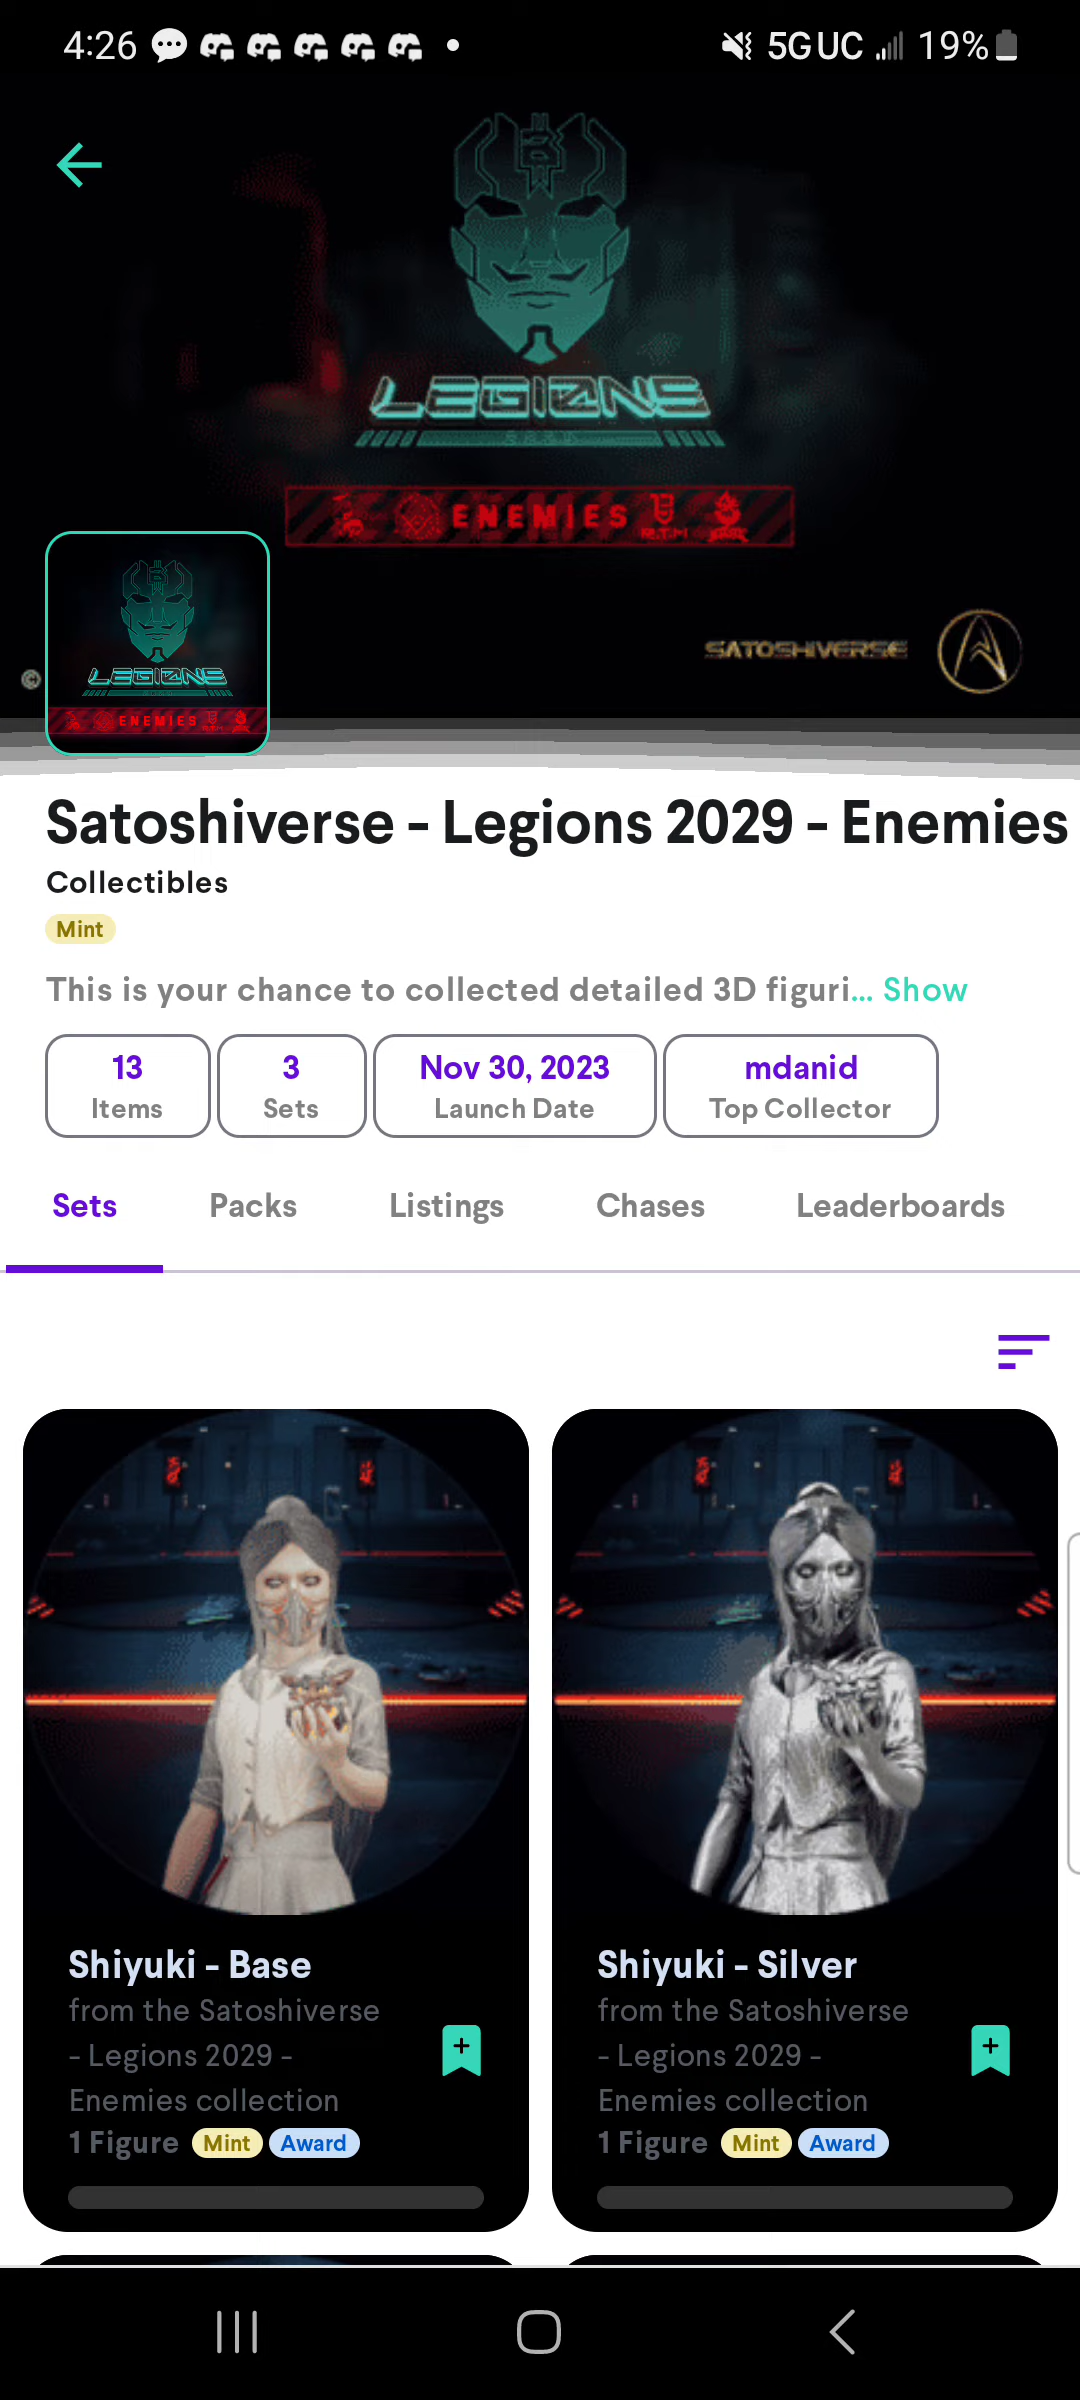 4:26
5G UC
19%
LEGIONS
ENEMIES
SATOSHIVERSE
LEGIONS
ENEMIES
Satoshiverse - Legions 2029 - Enemies
Collectibles
Mint
This is your chance to collected detailed 3D figuri... Show
13
Items
3
Sets
Nov 30, 2023
Launch Date
mdanid
Top Collector
Sets
Packs
Listings
Chases
Leaderboards
Shiyuki - Base
from the Satoshiverse
- Legions 2029 -
Enemies collection
1 Figure Mint Award
Shiyuki - Silver
from the Satoshiverse
- Legions 2029 -
Enemies collection
1 Figure Mint Award